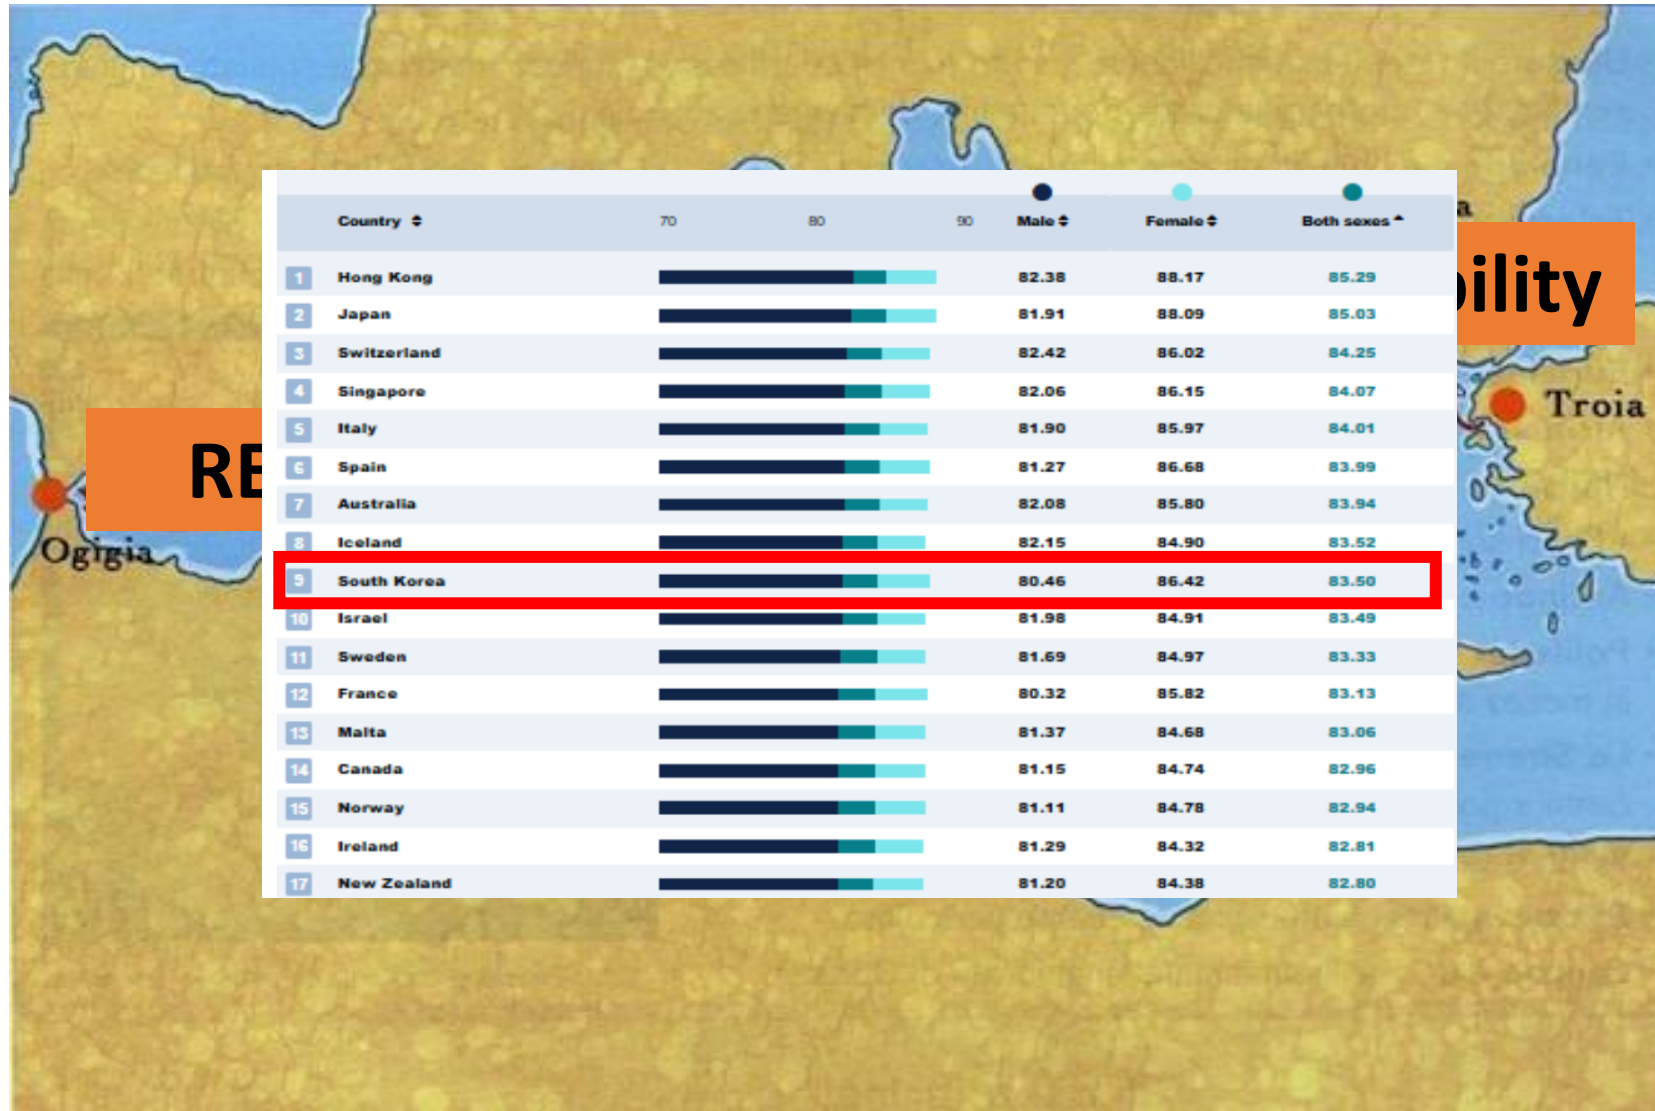 Country 70 80 90 Male Female Both sexes
1 Hong Kong 82.38 88.17 85.29
2 Japan 81.91 88.09 85.03
3 Switzerland 82.42 86.02 84.25
4 Singapore 82.06 86.15 84.07
5 Italy 81.90 85.97 84.01
6 Spain 81.27 86.68 83.99
7 Australia 82.08 85.80 83.94
8 Iceland 82.15 84.90 83.52
9 South Korea 80.46 86.42 83.50
10 Israel 81.98 84.91 83.49
11 Sweden 81.69 84.97 83.33
12 France 80.32 85.82 83.13
13 Malta 81.37 84.68 83.06
14 Canada 81.15 84.74 82.96
15 Norway 81.11 84.78 82.94
16 Ireland 81.29 84.32 82.81
17 New Zealand 81.20 84.38 82.80
ility
Troia
RE
Ogigia